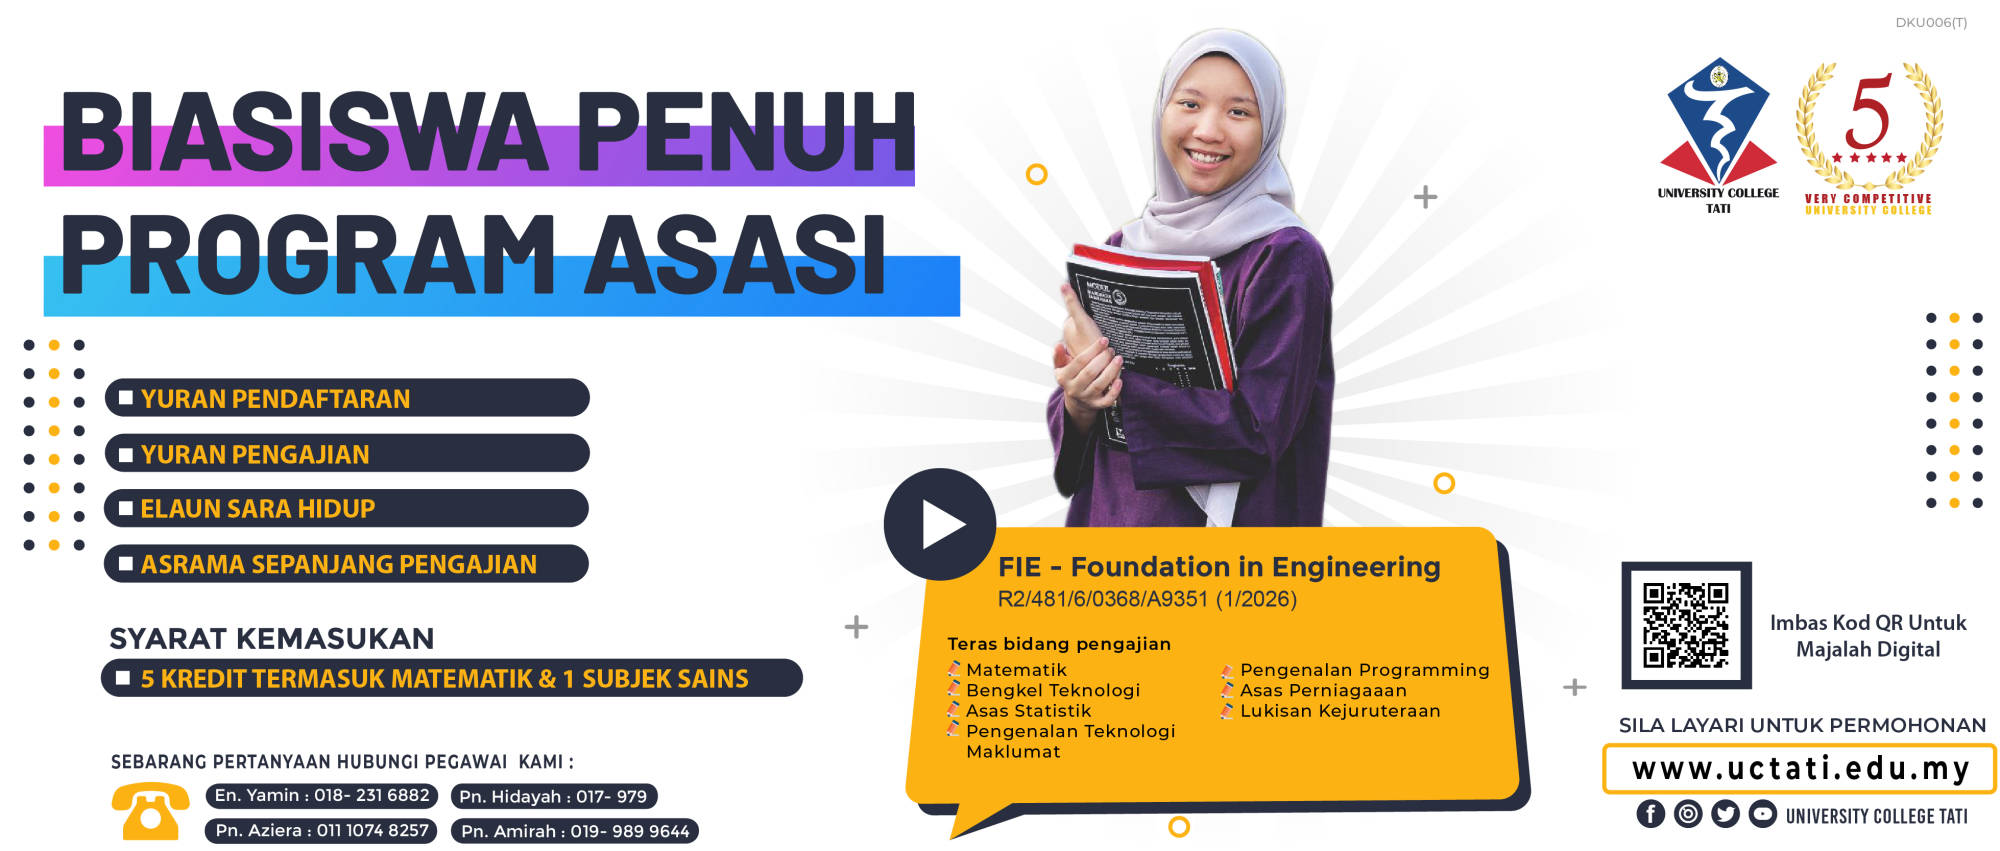 DKU006(T)
BIASISWA PENUH
PROGRAM ASASI
UNIVERSITY COLLEGE
TATI
5
VERY COMPETITIVE
UNIVERSITY COLLEGE
YURAN PENDAFTARAN
YURAN PENGAJIAN
ELAUN SARA HIDUP
ASRAMA SEPANJANG PENGAJIAN
SYARAT KEMASUKAN
5 KREDIT TERMASUK MATEMATIK & 1 SUBJEK SAINS
SEBARANG PERTANYAAN HUBUNGI PEGAWAI KAMI :
En. Yamin : 018- 231 6882
Pn. Hidayah : 017- 979
Pn. Aziera : 011 1074 8257
Pn. Amirah : 019- 989 9644
MODUL
5
FIE - Foundation in Engineering
R2/481/6/0368/A9351 (1/2026)
Teras bidang pengajian
Matematik
Bengkel Teknologi
Asas Statistik
Pengenalan Teknologi
Maklumat
Pengenalan Programming
Asas Perniagaaan
Lukisan Kejuruteraan
Imbas Kod QR Untuk
Majalah Digital
SILA LAYARI UNTUK PERMOHONAN
www.uctati.edu.my
UNIVERSITY COLLEGE TATI